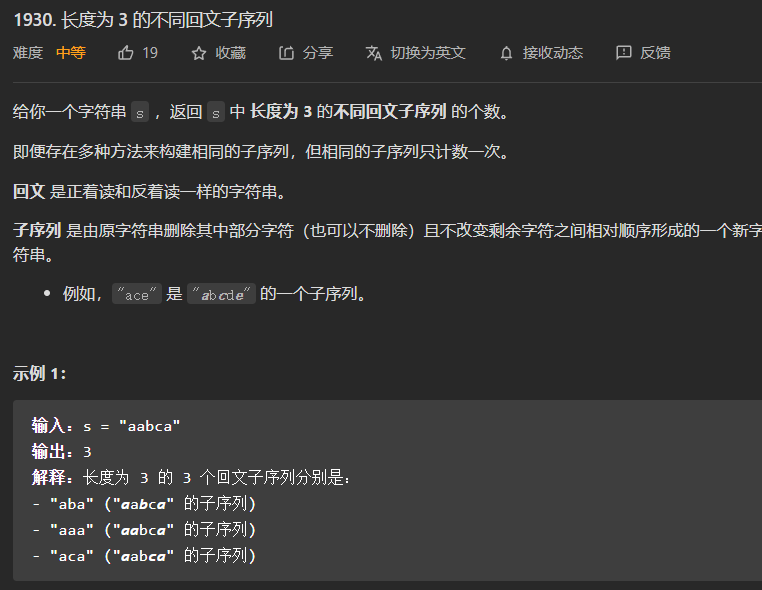 1930. 长度为 3 的不同回文子序列
难度 中等 19 收藏 分享 切换为英文 接收动态 反馈
给你一个字符串 s ，返回 s 中 长度为 3 的不同回文子序列 的个数。
即便存在多种方法来构建相同的子序列，但相同的子序列只计数一次。
回文 是正着读和反着读一样的字符串。
子序列 是由原字符串删除其中部分字符（也可以不删除）且不改变剩余字符之间相对顺序形成的一个新字
符串。
• 例如，"ace" 是 "abcde" 的一个子序列。
示例 1：
输入：s = "aabca"
输出：3
解释：长度为 3 的 3 个回文子序列分别是：
- "aba" ("aabca" 的子序列)
- "aaa" ("aabca" 的子序列)
- "aca" ("aabca" 的子序列)